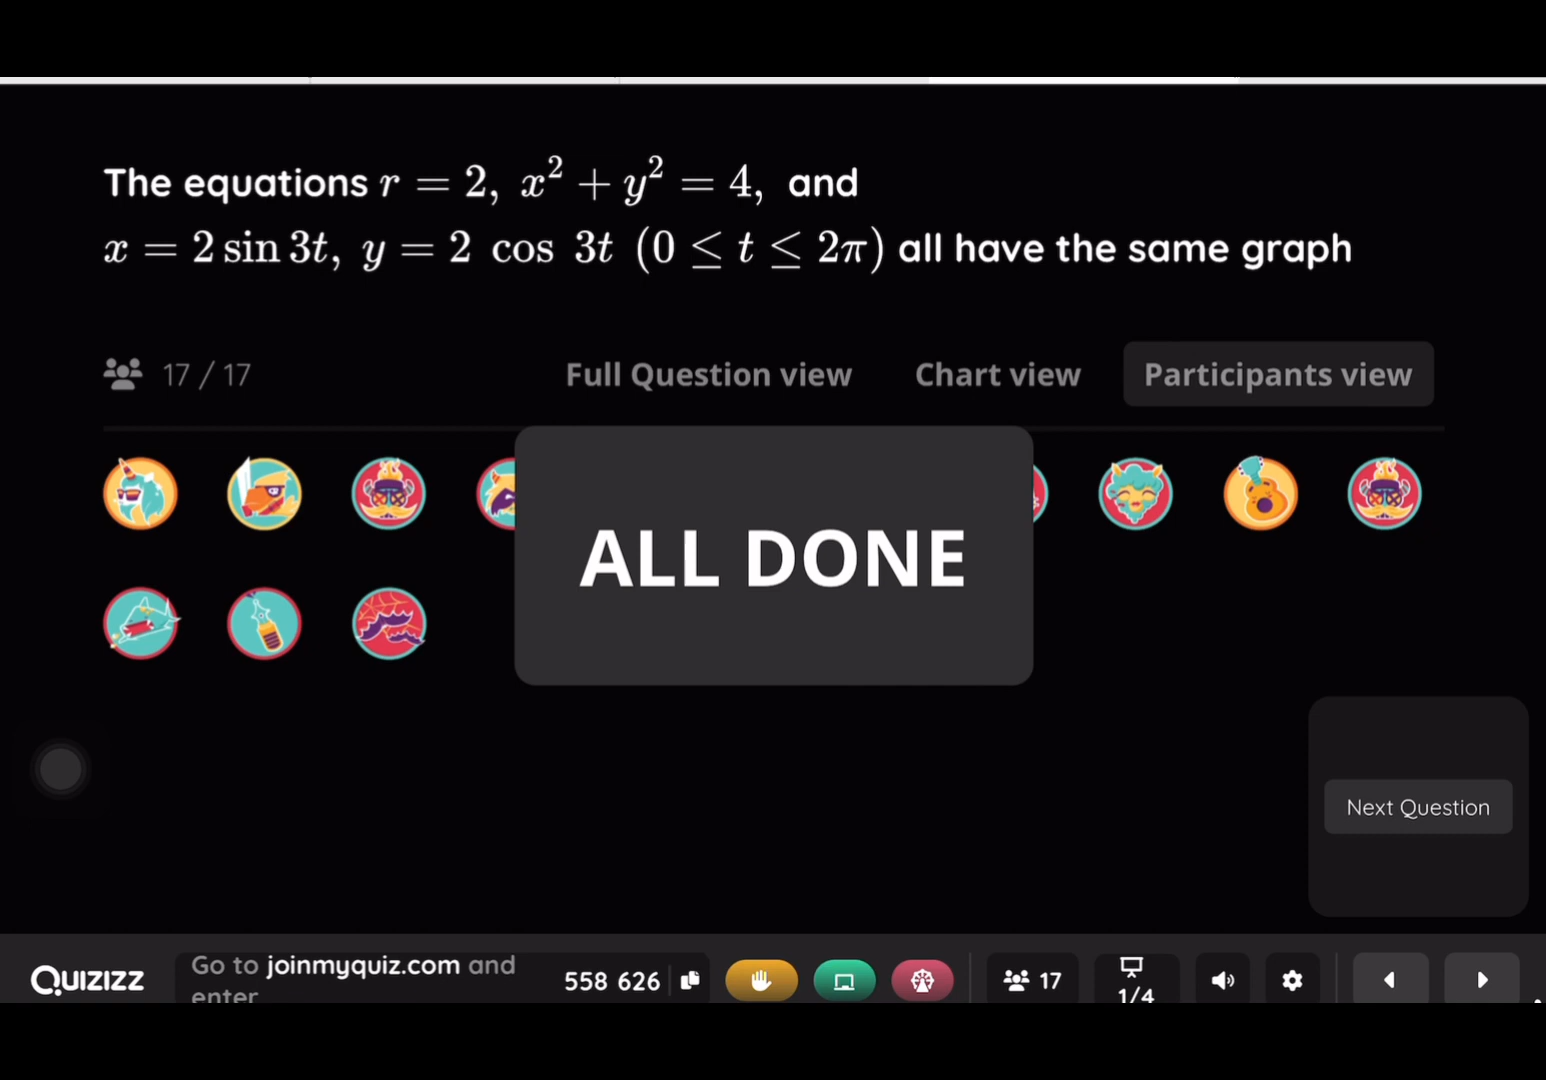 The equations r = 2, x² + y² = 4, and
x = 2 sin 3t, y = 2 cos 3t (0 ≤ t ≤ 2π) all have the same graph
17 / 17
Full Question view
Chart view
Participants view
ALL DONE
Next Question
QUIZIZZ
Go to joinmyquiz.com and
enter
558 626
17
1/4